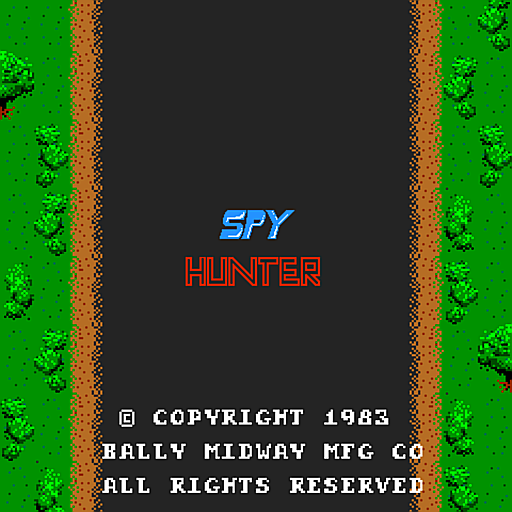 SPY
HUNTER
© COPYRIGHT 1983
BALLY MIDWAY MFG CO
ALL RIGHTS RESERVED